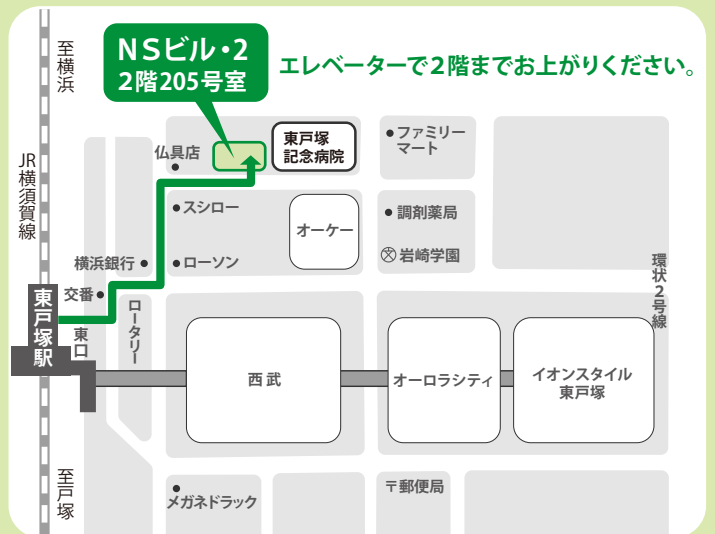 至横浜
NSビル・2
2階205号室
エレベーターで2階までお上がりください。
仏具店
東戸塚
記念病院
ファミリー
マート
JR横須賀線
スシロー
オーケー
調剤薬局
横浜銀行
ローソン
岩崎学園
環状2号線
交番
東戸塚駅
東口
ロータリー
西武
オーロラシティ
イオンスタイル
東戸塚
至戸塚
メガネドラッグ
〒郵便局